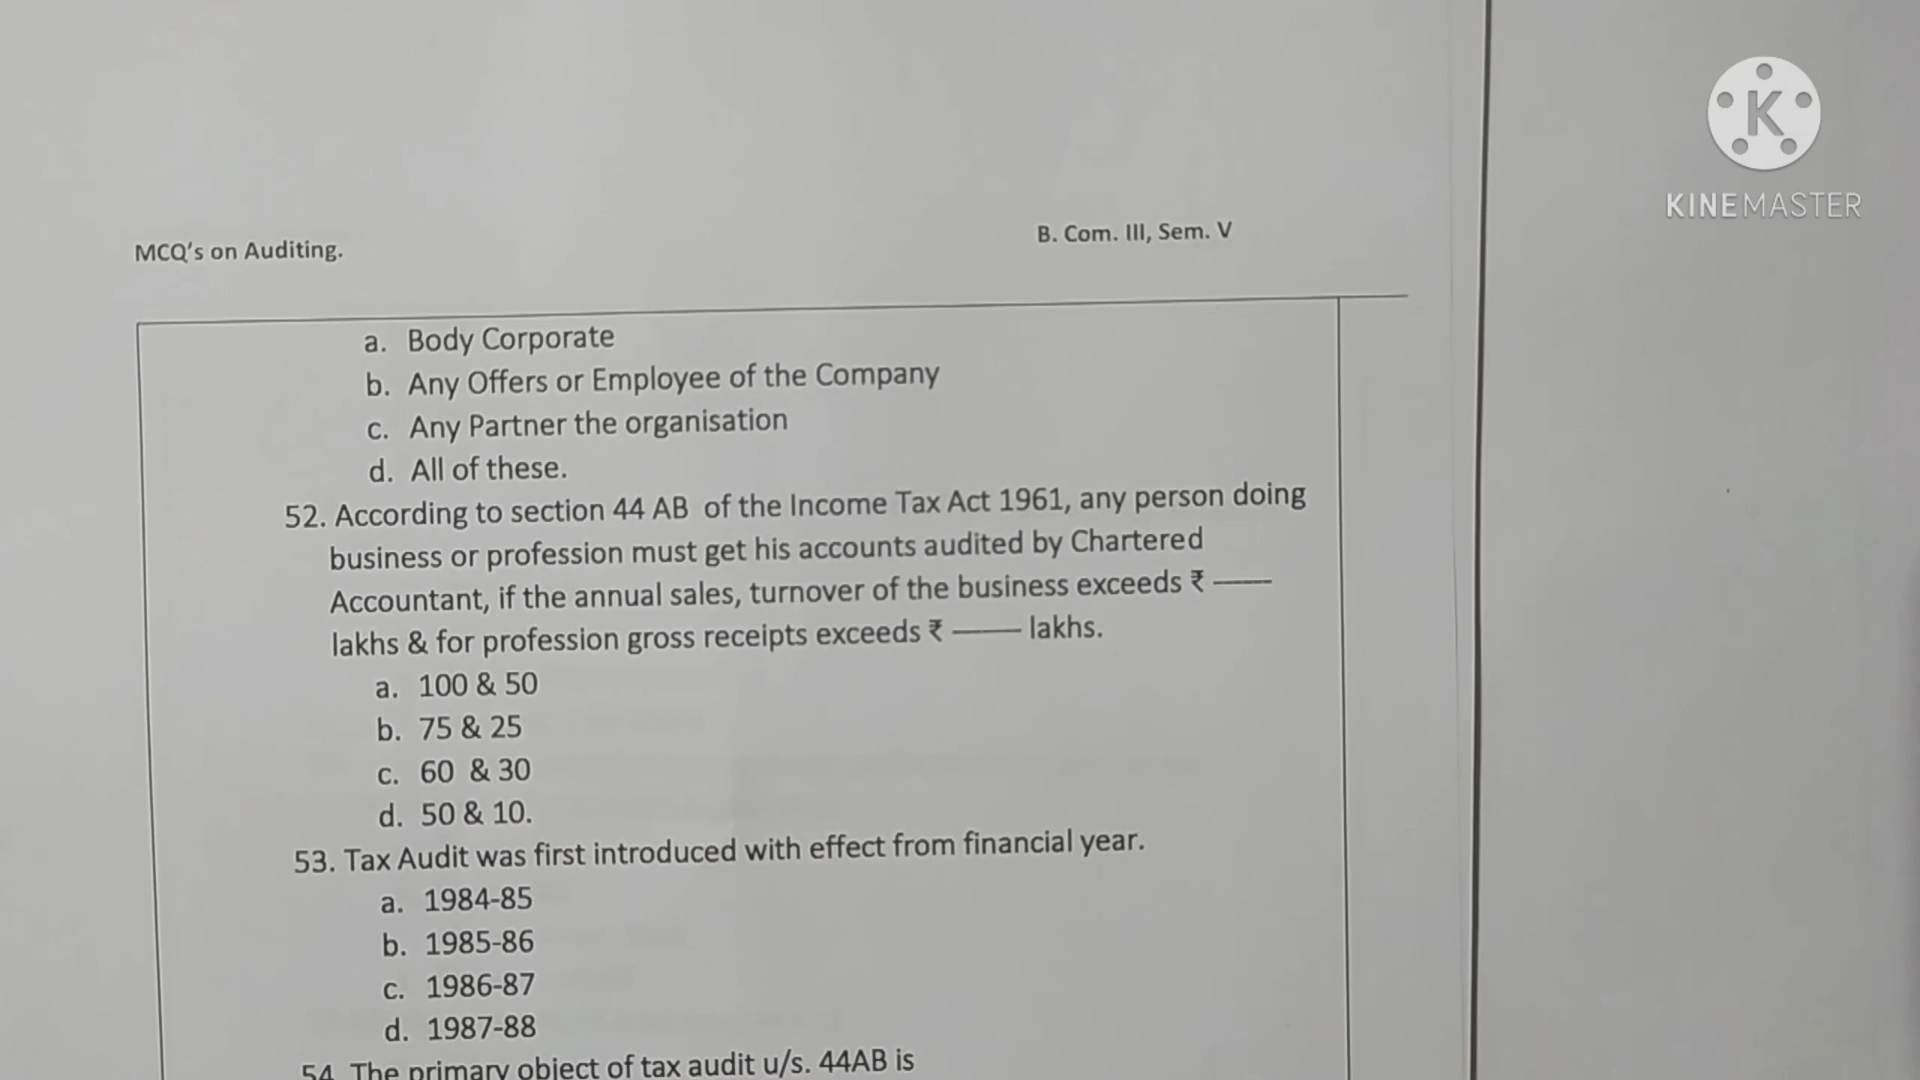 KINEMASTER
MCQ's on Auditing.
B. Com. III, Sem. V
a. Body Corporate
b. Any Offers or Employee of the Company
c. Any Partner the organisation
d. All of these.
52. According to section 44 AB of the Income Tax Act 1961, any person doing
business or profession must get his accounts audited by Chartered
Accountant, if the annual sales, turnover of the business exceeds ₹ ——
lakhs & for profession gross receipts exceeds ₹ —— lakhs.
a. 100 & 50
b. 75 & 25
c. 60 & 30
d. 50 & 10.
53. Tax Audit was first introduced with effect from financial year.
a. 1984-85
b. 1985-86
c. 1986-87
d. 1987-88
54. The primary object of tax audit u/s. 44AB is